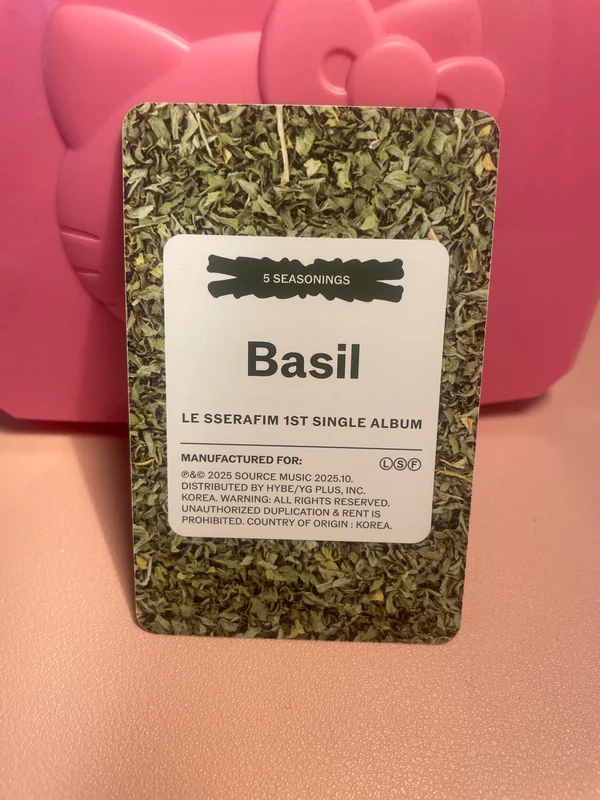 5 SEASONINGS
Basil
LE SSERAFIM 1ST SINGLE ALBUM
MANUFACTURED FOR:
ⓁⓈⒻ
℗&© 2025 SOURCE MUSIC 2025.10.
DISTRIBUTED BY HYBE/YG PLUS, INC.
KOREA. WARNING: ALL RIGHTS RESERVED.
UNAUTHORIZED DUPLICATION & RENT IS
PROHIBITED. COUNTRY OF ORIGIN : KOREA.